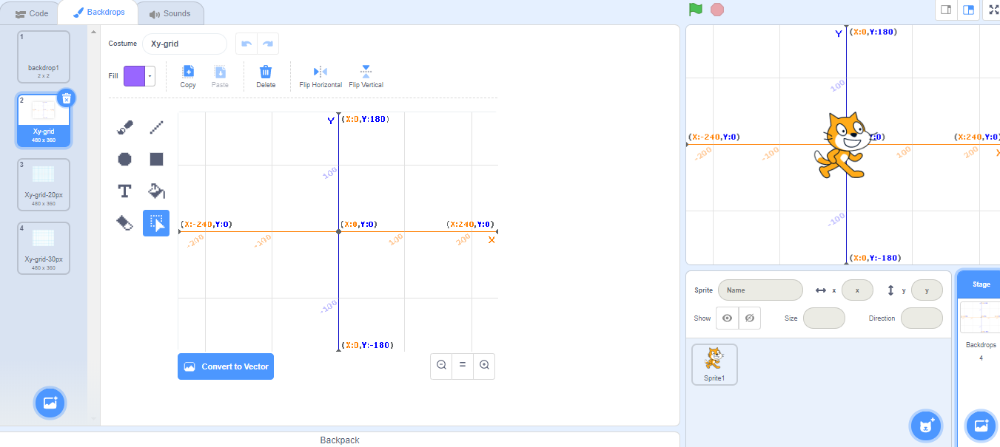 Code
Backdrops
Sounds
1
backdrop1
2 x 2
2
Xy-grid
480 x 360
3
Xy-grid-20px
480 x 360
4
Xy-grid-30px
480 x 360
Costume
Xy-grid
Fill
Copy
Paste
Delete
Flip Horizontal
Flip Vertical
T
Y
(X:0,Y:180)
100
(X:-240,Y:0)
(X:0,Y:0)
(X:240,Y:0)
-200
-100
100
200
X
-100
(X:0,Y:-180)
Convert to Vector
Backpack
Y
(X:0,Y:180)
100
(X:-240,Y:0)
:0)
(X:240,Y:0
-200
-100
100
200
X
-100
(X:0,Y:-180)
Sprite
Name
x
x
y
y
Show
Size
Direction
Sprite1
Stage
Backdrops
4